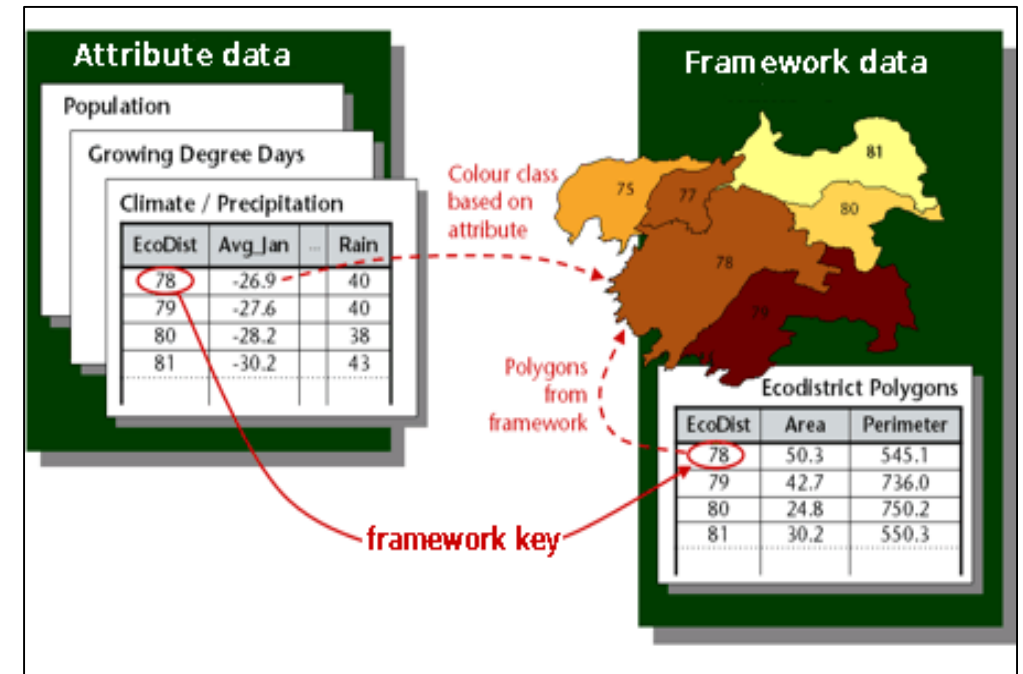 Attribute data
Population
Growing Degree Days
Climate / Precipitation
EcoDist Avg_Jan ... Rain
78 -26.9 40
79 -27.6 40
80 -28.2 38
81 -30.2 43
Colour class
based on
attribute
Framework data
81
75
77
80
78
79
Polygons
from
framework
Ecodistrict Polygons
EcoDist Area Perimeter
78 50.3 545.1
79 42.7 736.0
80 24.8 750.2
81 30.2 550.3
framework key